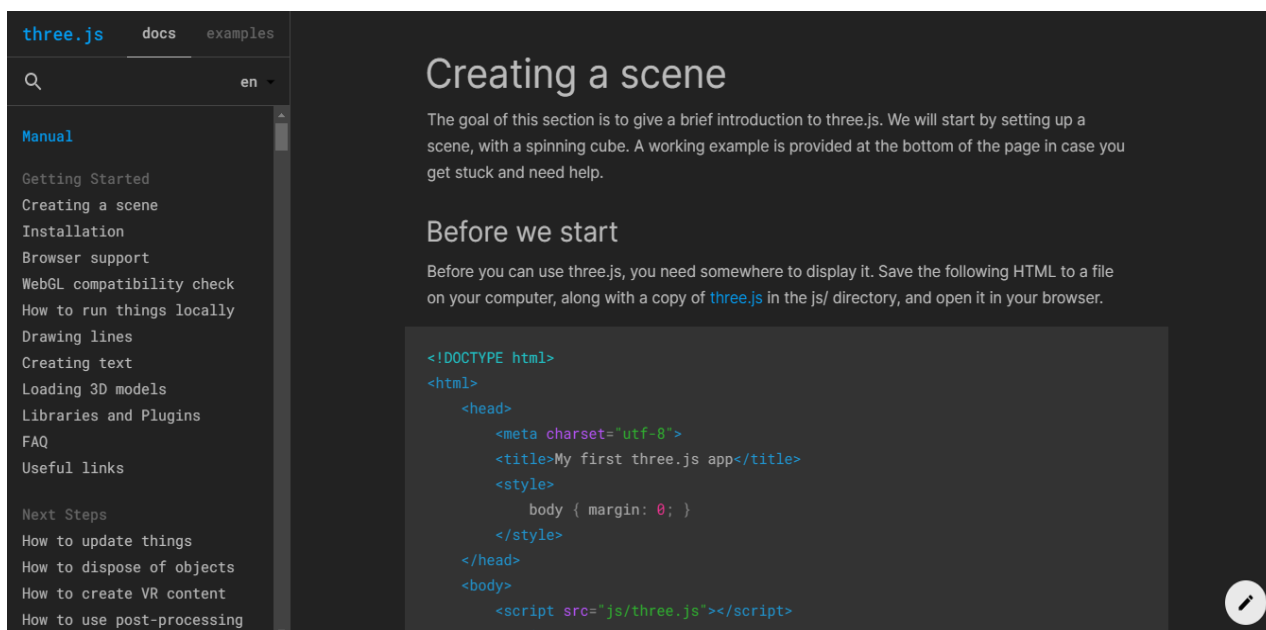 three.js docs examples
en
Manual
Getting Started
Creating a scene
Installation
Browser support
WebGL compatibility check
How to run things locally
Drawing lines
Creating text
Loading 3D models
Libraries and Plugins
FAQ
Useful links
Next Steps
How to update things
How to dispose of objects
How to create VR content
How to use post-processing
Creating a scene
The goal of this section is to give a brief introduction to three.js. We will start by setting up a
scene, with a spinning cube. A working example is provided at the bottom of the page in case you
get stuck and need help.
Before we start
Before you can use three.js, you need somewhere to display it. Save the following HTML to a file
on your computer, along with a copy of three.js in the js/ directory, and open it in your browser.
<!DOCTYPE html>
<html>
<head>
<meta charset="utf-8">
<title>My first three.js app</title>
<style>
body { margin: 0; }
</style>
</head>
<body>
<script src="js/three.js"></script>